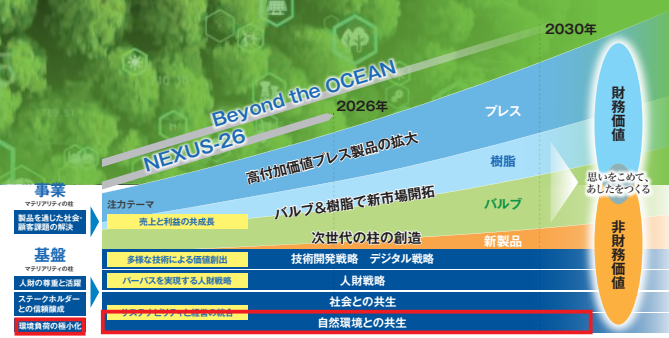 2030年
Beyond the OCEAN
2026年
NEXUS-26
プレス
高付加価値プレス製品の拡大
樹脂
バルブ&樹脂で新市場開拓
バルブ
次世代の柱の創造
新製品
財務価値
思いをこめて、
あしたをつくる
非財務価値
事業
マテリアリティの柱
製品を通じた社会・
顧客課題の解決
注力テーマ
売上と利益の共成長
基盤
マテリアリティの柱
人財の尊重と活躍
ステークホルダー
との信頼醸成
環境負荷の極小化
多様な技術による価値創出
技術開発戦略 デジタル戦略
パーパスを実現する人財戦略
人財戦略
サステナビリティと経営の統合
社会との共生
自然環境との共生